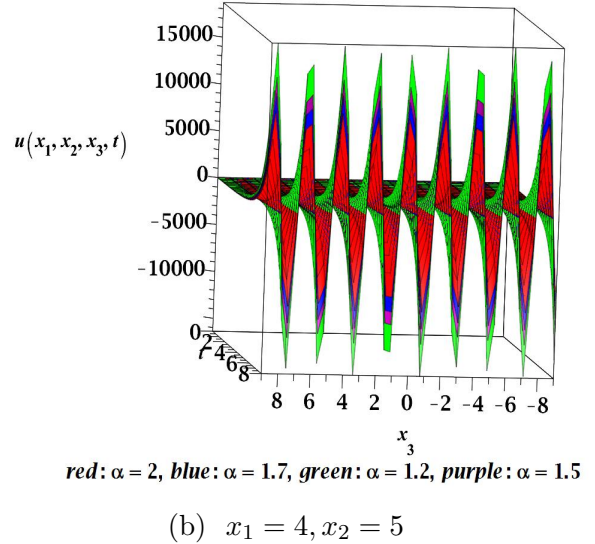 15000
10000
5000
u(x₁, x₂, x₃, t)
0
−5000
−10000
0
2
4
6
8
8 6 4 2 0 −2 −4 −6 −8
x₃
red: α = 2, blue: α = 1.7, green: α = 1.2, purple: α = 1.5
(b) x₁ = 4, x₂ = 5